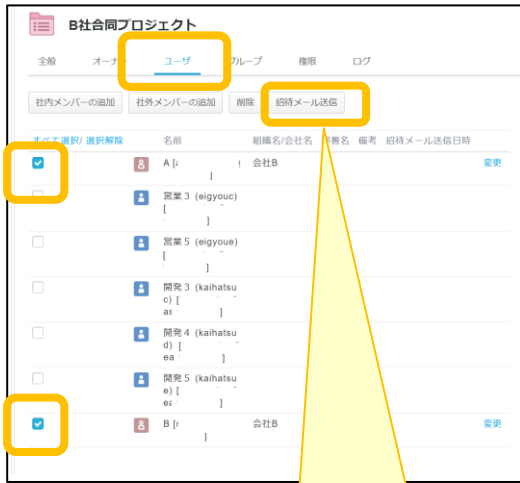 B社合同プロジェクト
全般 オーナー ユーザ グループ 権限 ログ
社内メンバーの追加 社外メンバーの追加 削除 招待メール送信
すべて選択/ 選択解除 名前 組織名/会社名 部署名 備考 招待メール送信日時
A [ 会社B 変更
]
営業3 (eigyouc)
[
]
営業5 (eigyoue)
[
]
開発3 (kaihatsu
c) [
]
開発4 (kaihatsu
d) [
]
開発5 (kaihatsu
e) [
]
B [ 会社B 変更
]